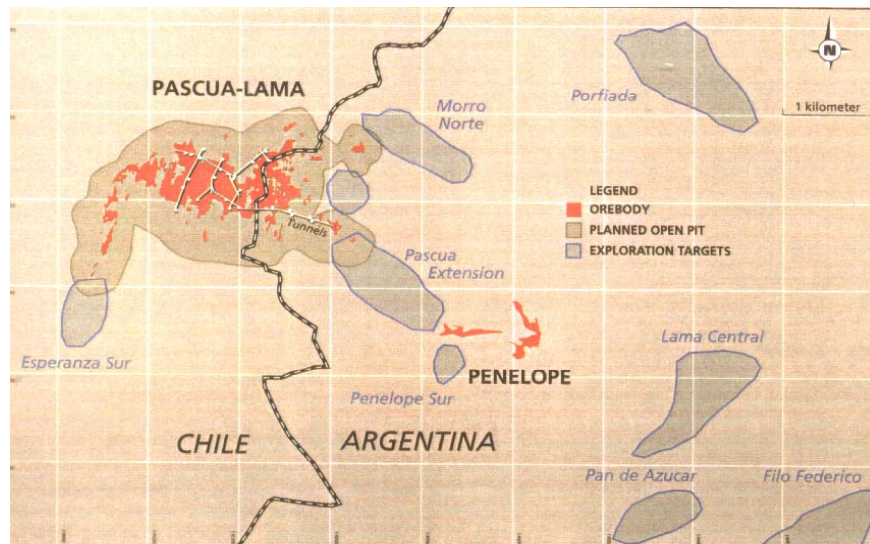 PASCUA-LAMA
Morro
Norte
Porfiada
N
1 kilometer
LEGEND
OREBODY
PLANNED OPEN PIT
EXPLORATION TARGETS
Tunnels
Pascua
Extension
Esperanza Sur
Lama Central
PENELOPE
Penelope Sur
CHILE
ARGENTINA
Pan de Azucar
Filo Federico